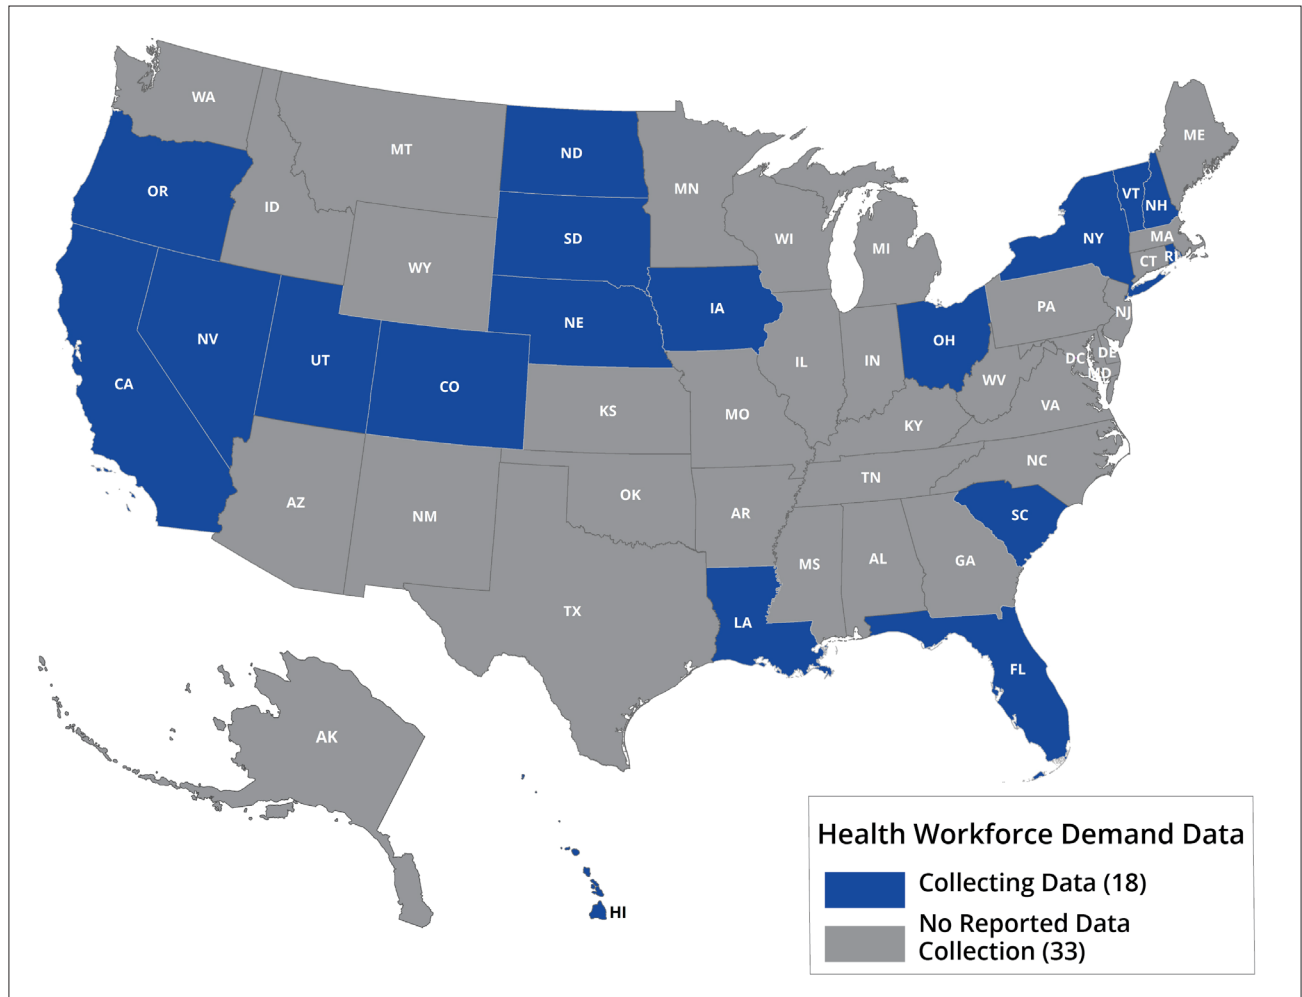 WA
MT
ND
MN
ME
OR
ID
SD
WI
MI
VT
NH
NY
MA
WY
CT
RI
NV
NE
IA
PA
NJ
UT
CA
CO
IL
IN
OH
DC
DE
MD
WV
VA
KS
MO
KY
NC
AZ
NM
OK
AR
TN
SC
MS
AL
GA
TX
LA
FL
AK
HI
Health Workforce Demand Data
Collecting Data (18)
No Reported Data
Collection (33)